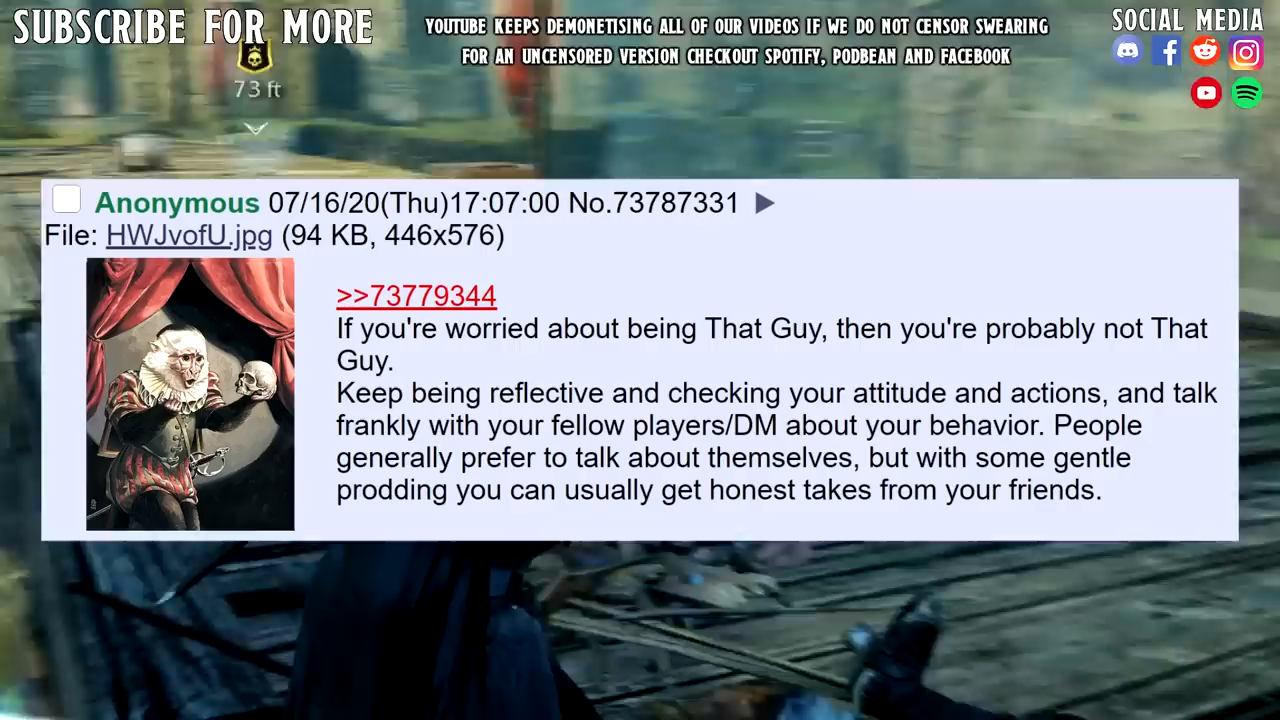 SUBSCRIBE FOR MORE
YOUTUBE KEEPS DEMONETISING ALL OF OUR VIDEOS IF WE DO NOT CENSOR SWEARING
FOR AN UNCENSORED VERSION CHECKOUT SPOTIFY, PODBEAN AND FACEBOOK
SOCIAL MEDIA
73 ft
Anonymous 07/16/20(Thu)17:07:00 No.73787331 ▶
File: HWJvofU.jpg (94 KB, 446x576)
>>73779344
If you're worried about being That Guy, then you're probably not That
Guy.
Keep being reflective and checking your attitude and actions, and talk
frankly with your fellow players/DM about your behavior. People
generally prefer to talk about themselves, but with some gentle
prodding you can usually get honest takes from your friends.